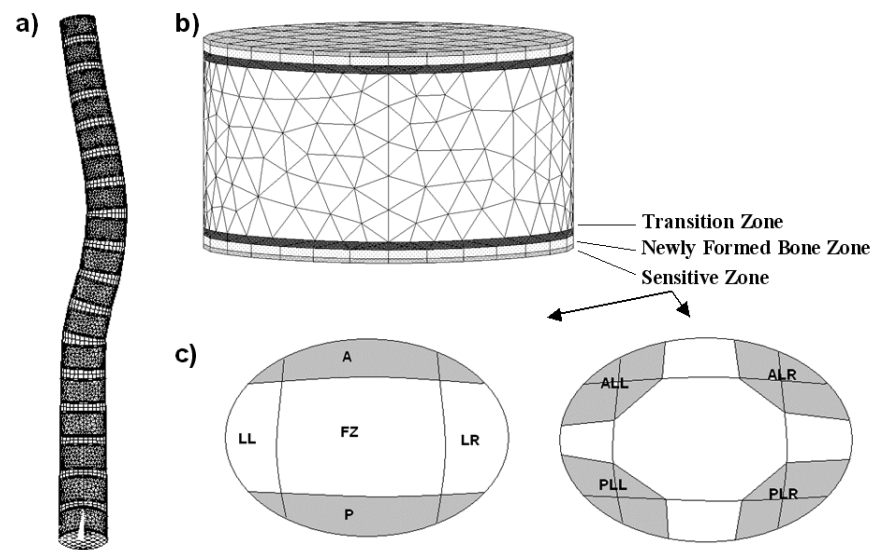 a)
b)
Transition Zone
Newly Formed Bone Zone
Sensitive Zone
c)
A
LL
FZ
LR
P
ALL
ALR
PLL
PLR